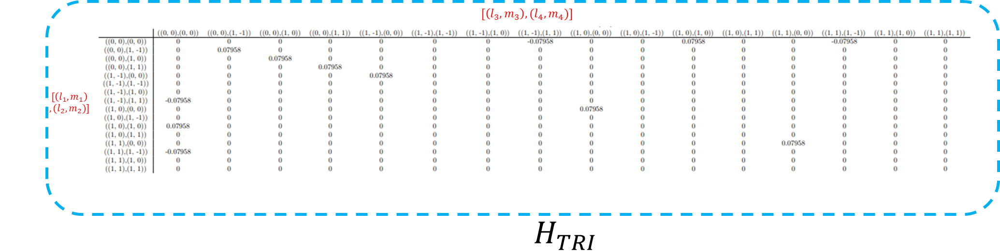 [(l₃,m₃),(l₄,m₄)]
((0, 0),(0, 0)) ((0, 0),(1, -1)) ((0, 0),(1, 0)) ((0, 0),(1, 1)) ((1, -1),(0, 0)) ((1, -1),(1, -1)) ((1, -1),(1, 0)) ((1, -1),(1, 1)) ((1, 0),(0, 0)) ((1, 0),(1, -1)) ((1, 0),(1, 0)) ((1, 0),(1, 1)) ((1, 1),(0, 0)) ((1, 1),(1, -1)) ((1, 1),(1, 0)) ((1, 1),(1, 1))
((0, 0),(0, 0)) 0 0 0 0 0 0 0 -0.07958 0 0 0.07958 0 0 -0.07958 0 0
((0, 0),(1, -1)) 0 0.07958 0 0 0 0 0 0 0 0 0 0 0 0 0 0
((0, 0),(1, 0)) 0 0 0.07958 0 0 0 0 0 0 0 0 0 0 0 0 0
((0, 0),(1, 1)) 0 0 0 0.07958 0 0 0 0 0 0 0 0 0 0 0 0
((1, -1),(0, 0)) 0 0 0 0 0.07958 0 0 0 0 0 0 0 0 0 0 0
((1, -1),(1, -1)) 0 0 0 0 0 0 0 0 0 0 0 0 0 0 0 0
((1, -1),(1, 0)) 0 0 0 0 0 0 0 0 0 0 0 0 0 0 0 0
[(l₁,m₁)
((1, -1),(1, 1)) -0.07958 0 0 0 0 0 0 0 0 0 0 0 0 0 0 0
,(l₂,m₂)]
((1, 0),(0, 0)) 0 0 0 0 0 0 0 0 0.07958 0 0 0 0 0 0 0
((1, 0),(1, -1)) 0 0 0 0 0 0 0 0 0 0 0 0 0 0 0 0
((1, 0),(1, 0)) 0.07958 0 0 0 0 0 0 0 0 0 0 0 0 0 0 0
((1, 0),(1, 1)) 0 0 0 0 0 0 0 0 0 0 0 0 0 0 0 0
((1, 1),(0, 0)) 0 0 0 0 0 0 0 0 0 0 0 0 0.07958 0 0 0
((1, 1),(1, -1)) -0.07958 0 0 0 0 0 0 0 0 0 0 0 0 0 0 0
((1, 1),(1, 0)) 0 0 0 0 0 0 0 0 0 0 0 0 0 0 0 0
((1, 1),(1, 1)) 0 0 0 0 0 0 0 0 0 0 0 0 0 0 0 0
H_TRI